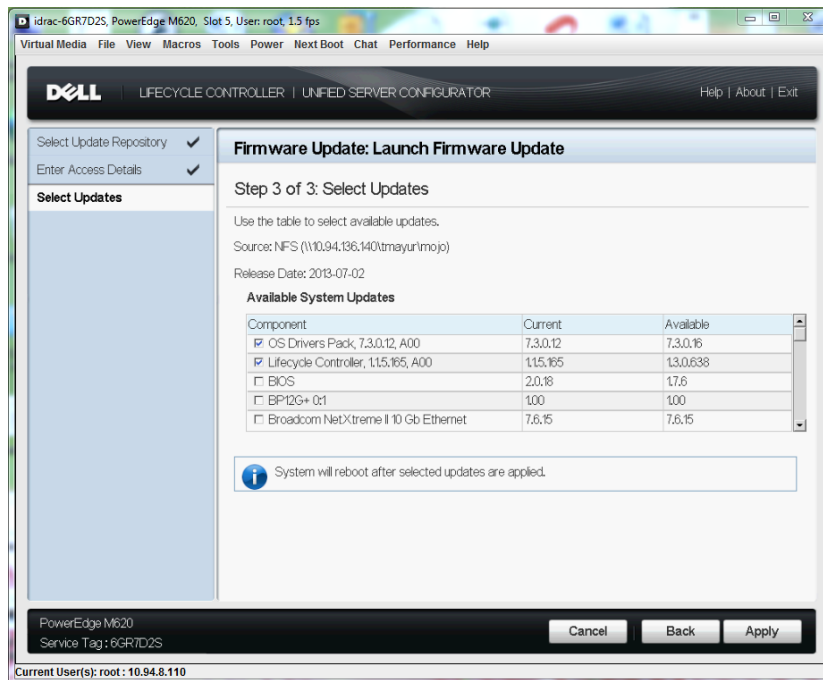 idrac-6GR7D2S, PowerEdge M620, Slot 5, User: root, 1.5 fps
Virtual Media File View Macros Tools Power Next Boot Chat Performance Help
DELL LIFECYCLE CONTROLLER | UNIFIED SERVER CONFIGURATOR Help | About | Exit
Select Update Repository
Enter Access Details
Select Updates
Firmware Update: Launch Firmware Update
Step 3 of 3: Select Updates
Use the table to select available updates.
Source: NFS (\\10.94.136.140\tmayur\mojo)
Release Date: 2013-07-02
Available System Updates
Component Current Available
OS Drivers Pack, 7.3.0.12, A00 7.3.0.12 7.3.0.16
Lifecycle Controller, 1.1.5.165, A00 1.1.5.165 1.3.0.638
BIOS 2.0.18 1.7.6
BP12G+ 0:1 1.00 1.00
Broadcom NetXtreme II 10 Gb Ethernet 7.6.15 7.6.15
System will reboot after selected updates are applied.
PowerEdge M620
Service Tag : 6GR7D2S
Cancel Back Apply
Current User(s): root : 10.94.8.110